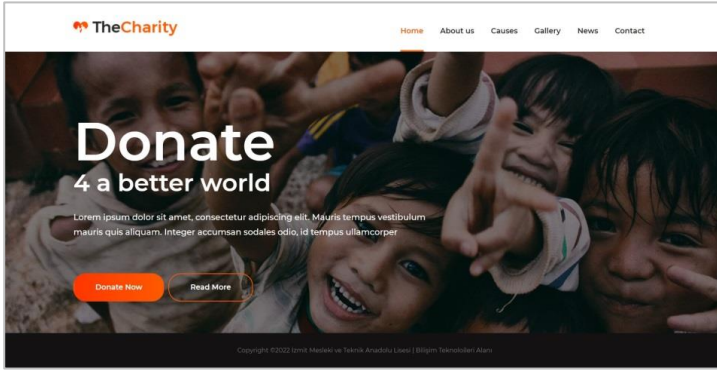 TheCharity
Home About us Causes Gallery News Contact
Donate
4 a better world
Lorem ipsum dolor sit amet, consectetur adipiscing elit. Mauris tempus vestibulum
mauris quis aliquam. Integer accumsan sodales odio, id tempus ullamcorper
Donate Now Read More
Copyright ©2022 İzmit Mesleki ve Teknik Anadolu Lisesi | Bilişim Teknolojileri Alanı